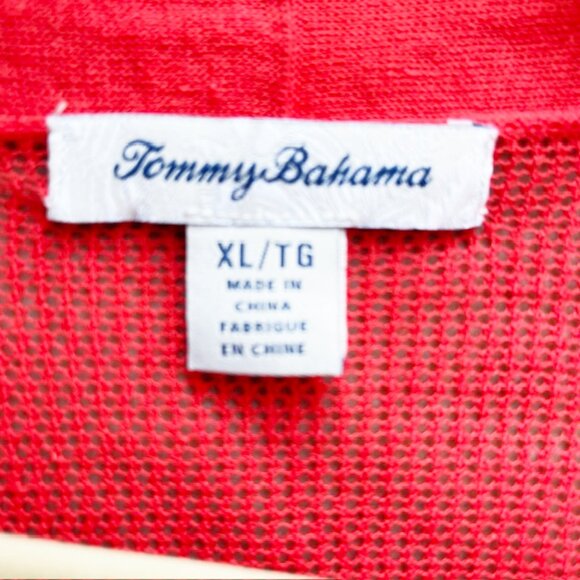 Tommy Bahama
XL/TG
MADE IN
CHINA
FABRIQUE
EN CHINE